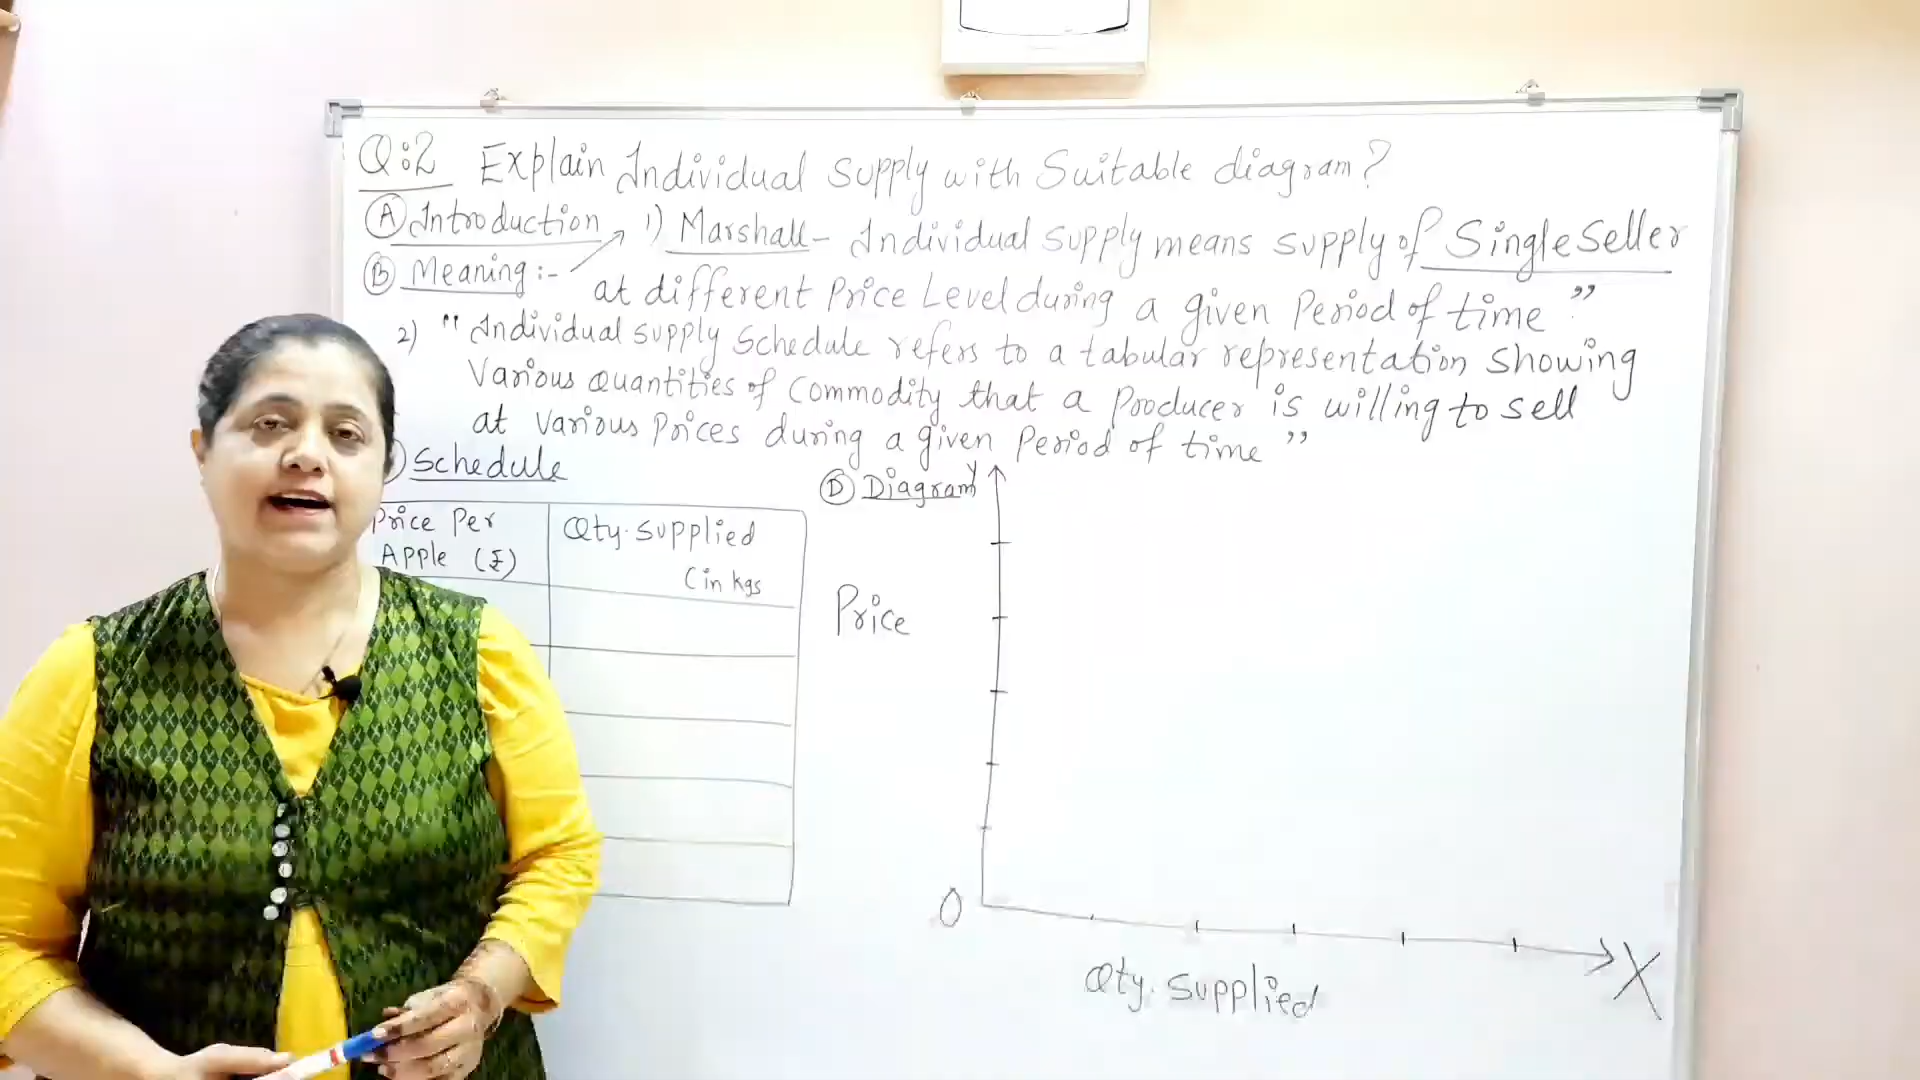 Q:2 Explain Individual Supply with Suitable diagram?
(A) Introduction
(B) Meaning:- 1) Marshall - Individual Supply means supply of Single Seller
at different Price Level during a given Period of time"
2) "Individual supply Schedule refers to a tabular representation showing
Various Quantities of Commodity that a Producer is willing to sell
at Various Prices during a given Period of time"
) Schedule
Price Per Apple (₹)
Qty. Supplied (in kgs
(D) Diagram
Y
Price
O
X
Qty. Supplied